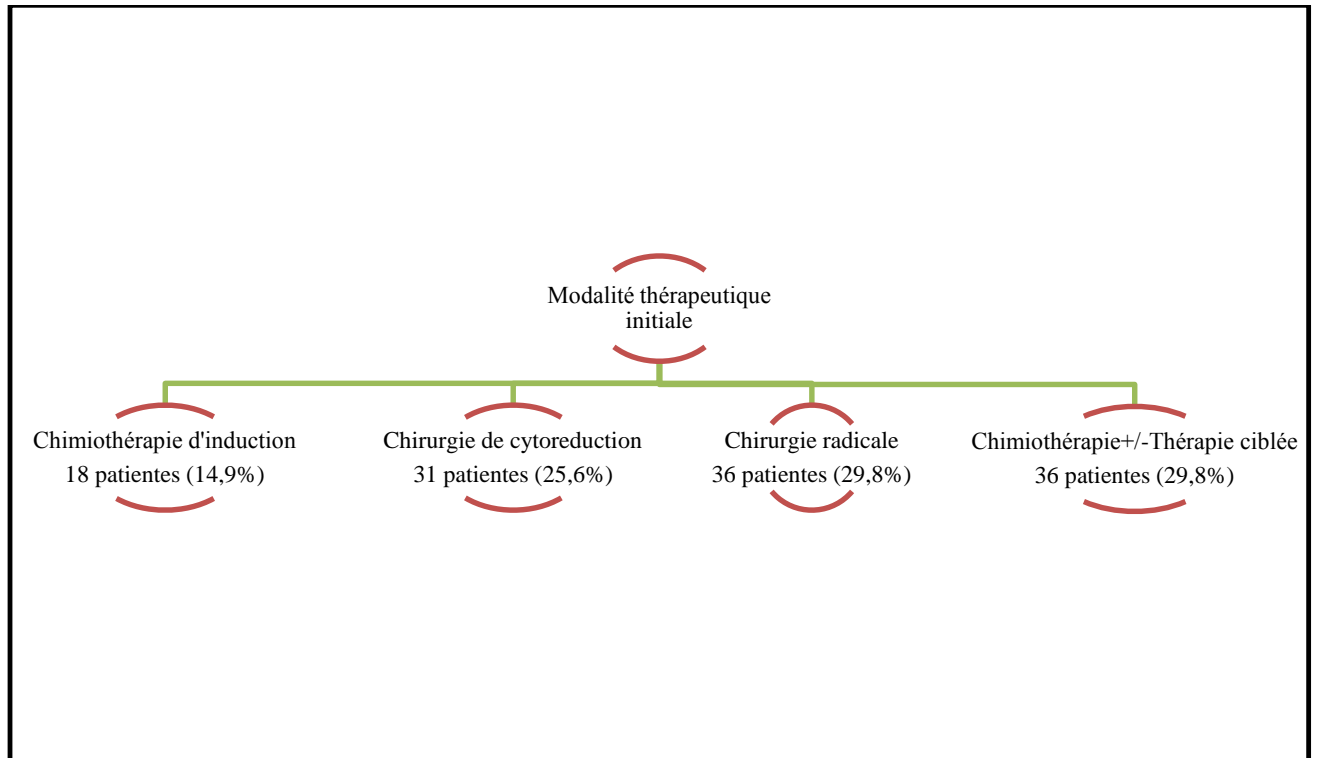 Modalité thérapeutique
initiale
Chimiothérapie d'induction
18 patientes (14,9%)
Chirurgie de cytoreduction
31 patientes (25,6%)
Chirurgie radicale
36 patientes (29,8%)
Chimiothérapie+/-Thérapie ciblée
36 patientes (29,8%)